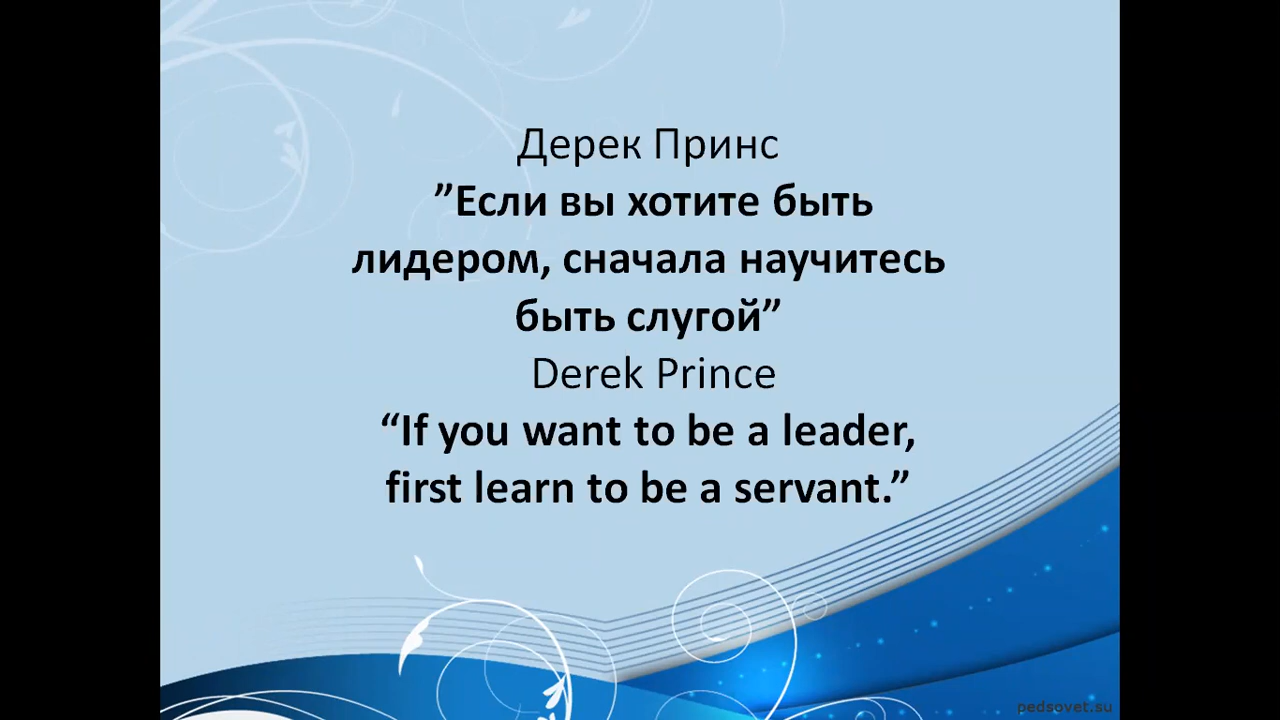 Дерек Принс
”Если вы хотите быть
лидером, сначала научитесь
быть слугой”
Derek Prince
“If you want to be a leader,
first learn to be a servant.”
pedsovet.su